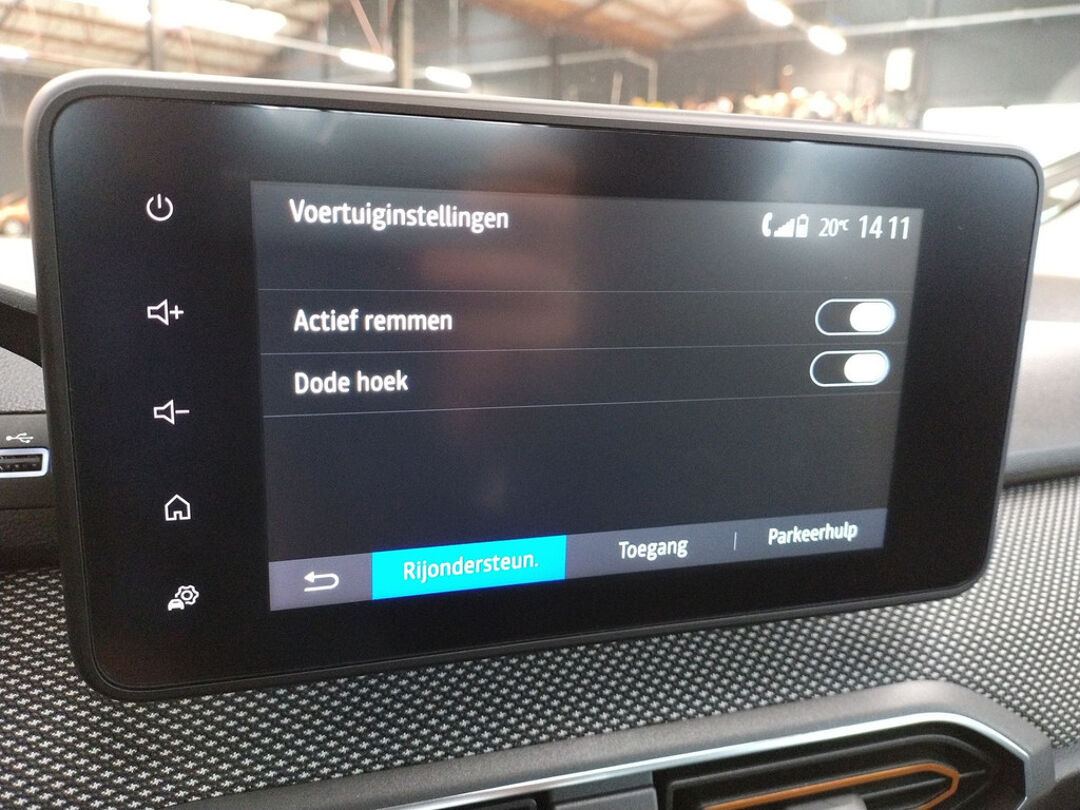 Voertuiginstellingen
20°C 14 11
Actief remmen
Dode hoek
Rijondersteun.
Toegang
Parkeerhulp